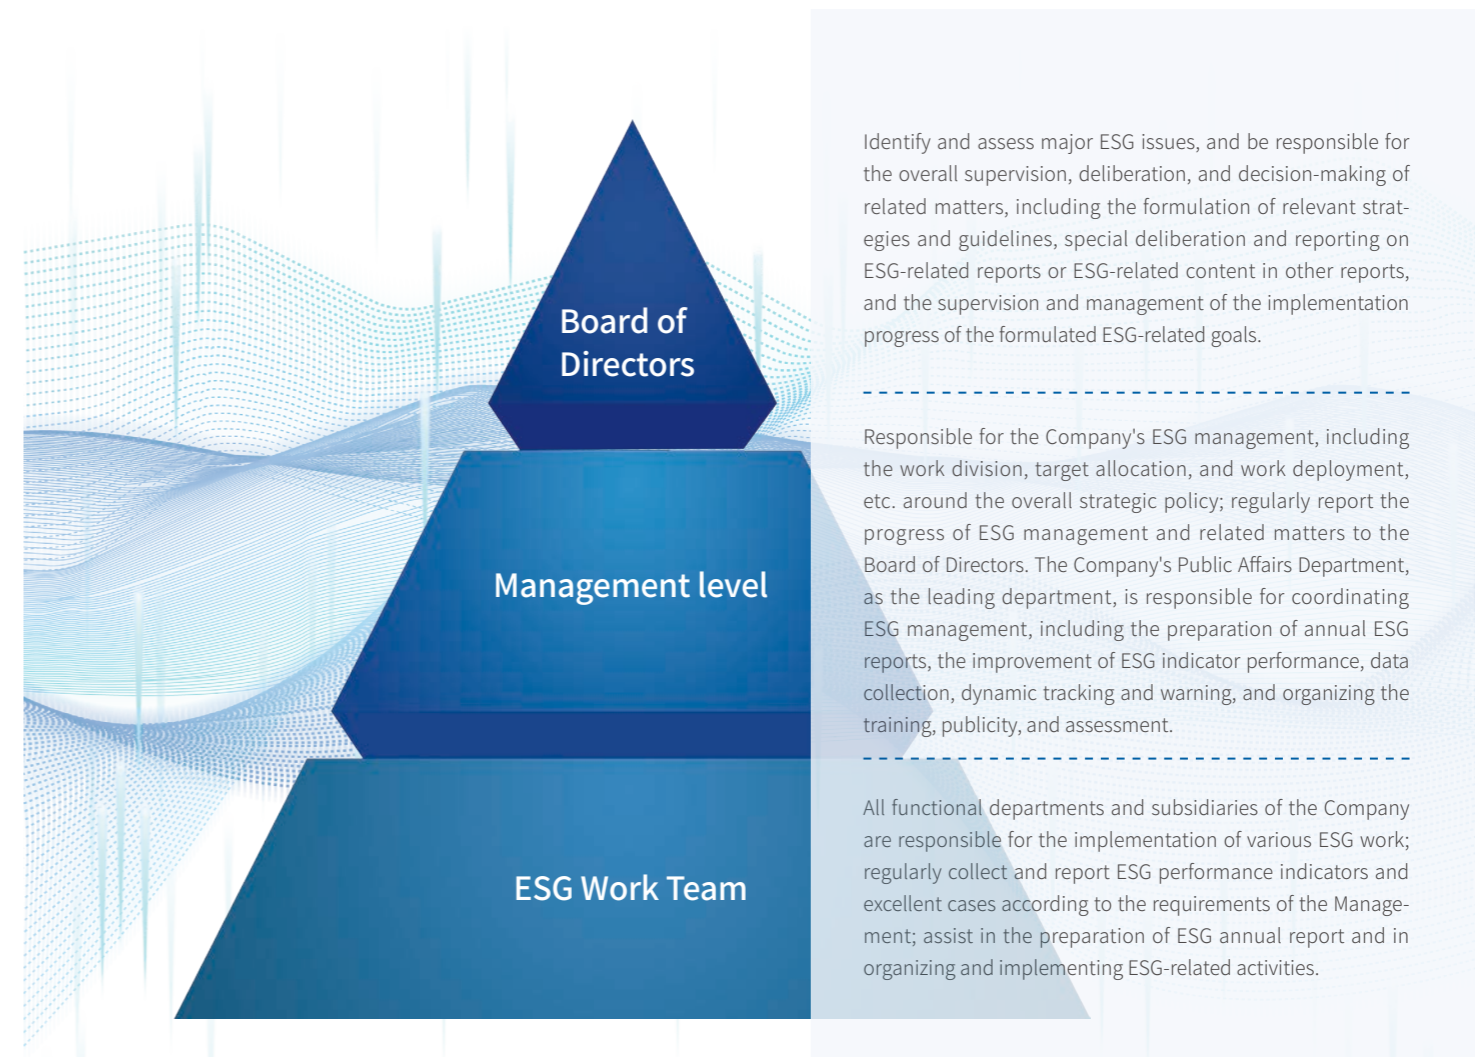 Board of
Directors
Identify and assess major ESG issues, and be responsible for
the overall supervision, deliberation, and decision-making of
related matters, including the formulation of relevant strat-
egies and guidelines, special deliberation and reporting on
ESG-related reports or ESG-related content in other reports,
and the supervision and management of the implementation
progress of the formulated ESG-related goals.
Management level
Responsible for the Company's ESG management, including
the work division, target allocation, and work deployment,
etc. around the overall strategic policy; regularly report the
progress of ESG management and related matters to the
Board of Directors. The Company's Public Affairs Department,
as the leading department, is responsible for coordinating
ESG management, including the preparation of annual ESG
reports, the improvement of ESG indicator performance, data
collection, dynamic tracking and warning, and organizing the
training, publicity, and assessment.
ESG Work Team
All functional departments and subsidiaries of the Company
are responsible for the implementation of various ESG work;
regularly collect and report ESG performance indicators and
excellent cases according to the requirements of the Manage-
ment; assist in the preparation of ESG annual report and in
organizing and implementing ESG-related activities.